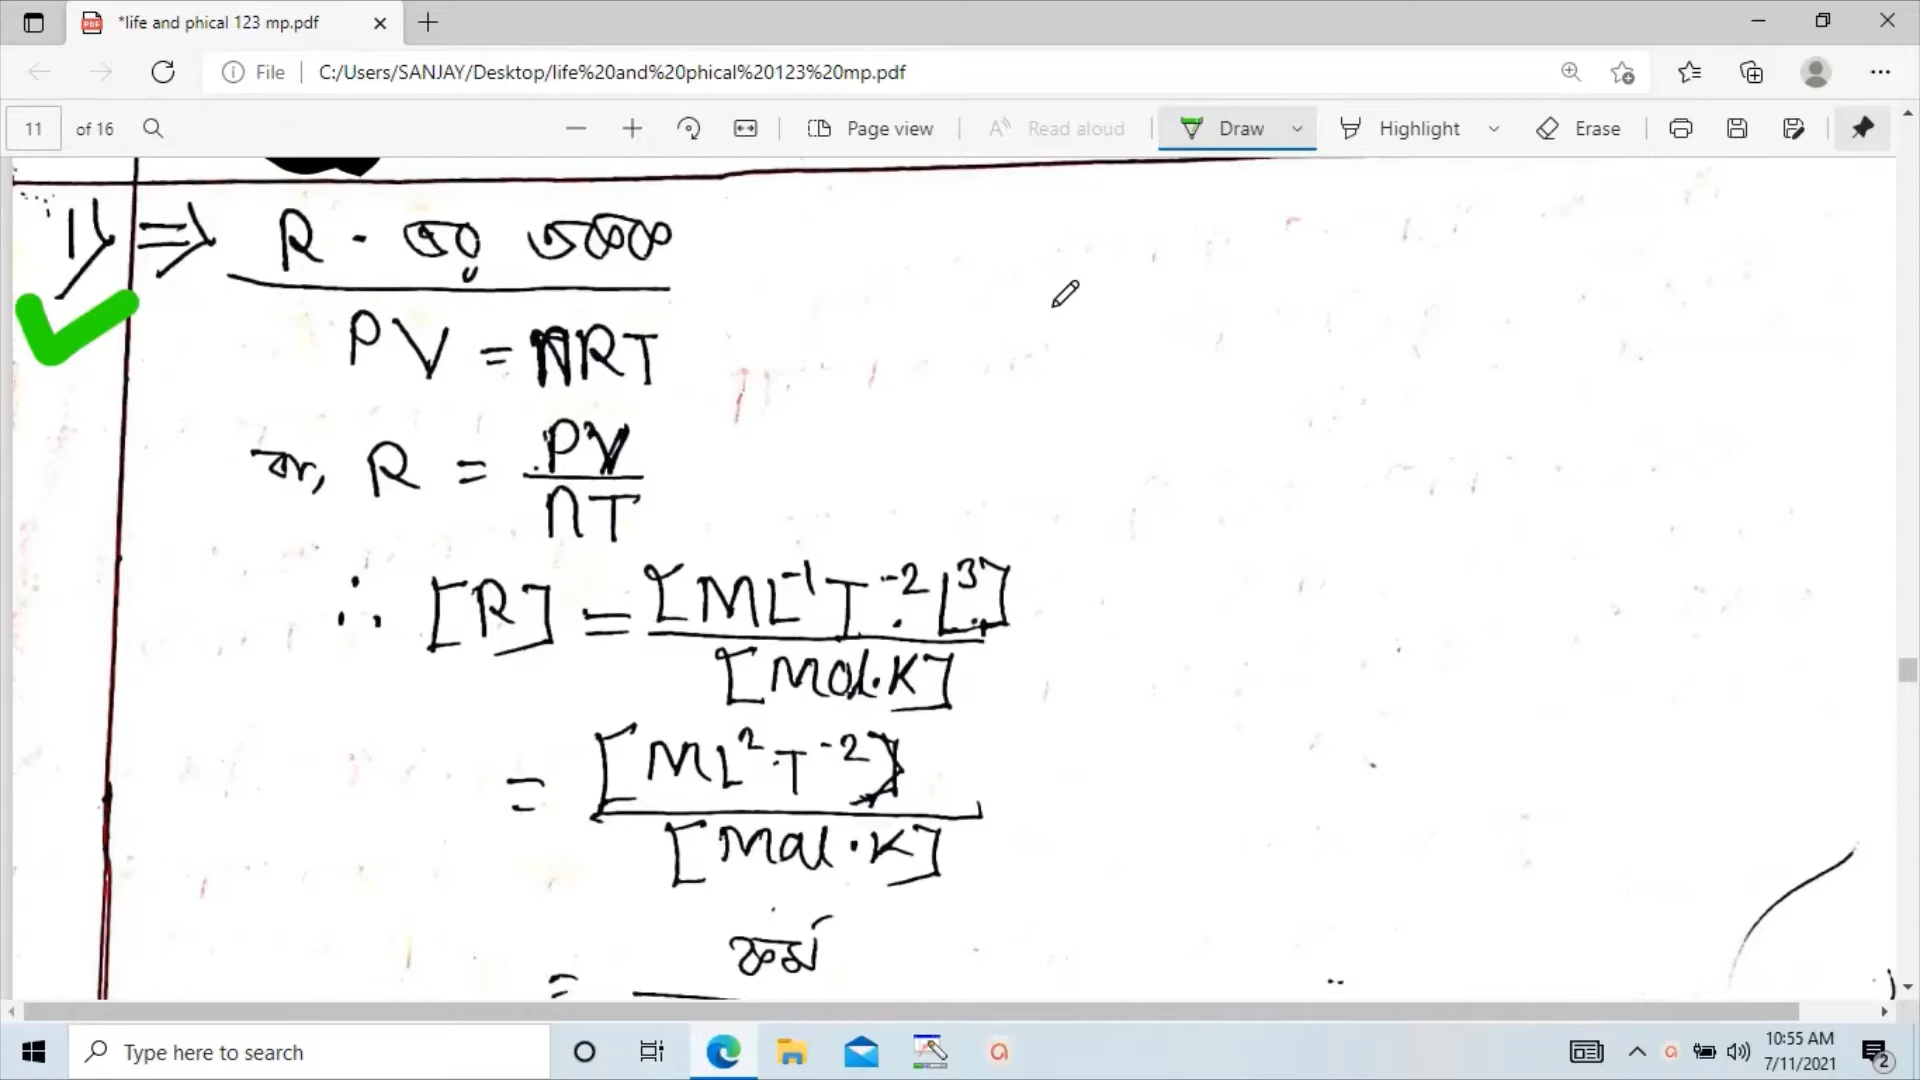 *life and phical 123 mp.pdf
File C:/Users/SANJAY/Desktop/life%20and%20phical%20123%20mp.pdf
11 of 16 Page view Read aloud Draw Highlight Erase
⇒ R -
PV = nRT
বা, R = PV / nT
∴ [R] = [ML⁻¹T⁻²L³] / [Mol·K]
= [ML²T⁻²] / [Mol·K]
= কার্য
Type here to search
10:55 AM
7/11/2021
2